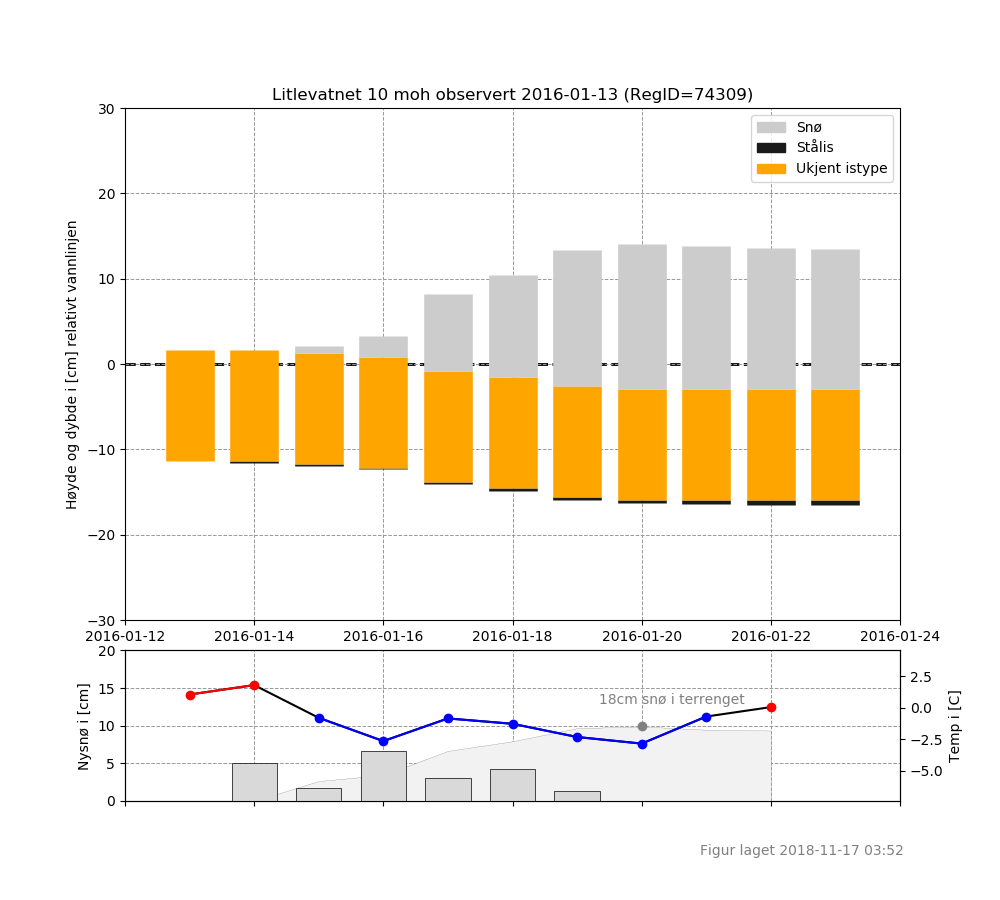 Litlevatnet 10 moh observert 2016-01-13 (RegID=74309)
30
20
10
0
−10
−20
−30
Høyde og dybde i [cm] relativt vannlinjen
Snø
Stålis
Ukjent istype
2016-01-12 2016-01-14 2016-01-16 2016-01-18 2016-01-20 2016-01-22 2016-01-24
20
15
10
5
0
Nysnø i [cm]
18cm snø i terrenget
2.5
0.0
−2.5
−5.0
Temp i [C]
Figur laget 2018-11-17 03:52